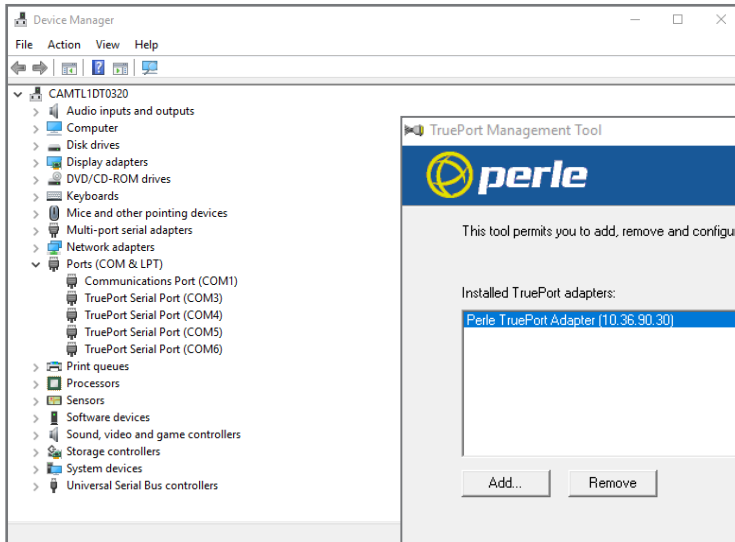 Device Manager
File Action View Help
CAMTL1DT0320
Audio inputs and outputs
Computer
Disk drives
Display adapters
DVD/CD-ROM drives
Keyboards
Mice and other pointing devices
Multi-port serial adapters
Network adapters
Ports (COM & LPT)
Communications Port (COM1)
TruePort Serial Port (COM3)
TruePort Serial Port (COM4)
TruePort Serial Port (COM5)
TruePort Serial Port (COM6)
Print queues
Processors
Sensors
Software devices
Sound, video and game controllers
Storage controllers
System devices
Universal Serial Bus controllers
TruePort Management Tool
perle
This tool permits you to add, remove and configu
Installed TruePort adapters:
Perle TruePort Adapter (10.36.90.30)
Add... Remove